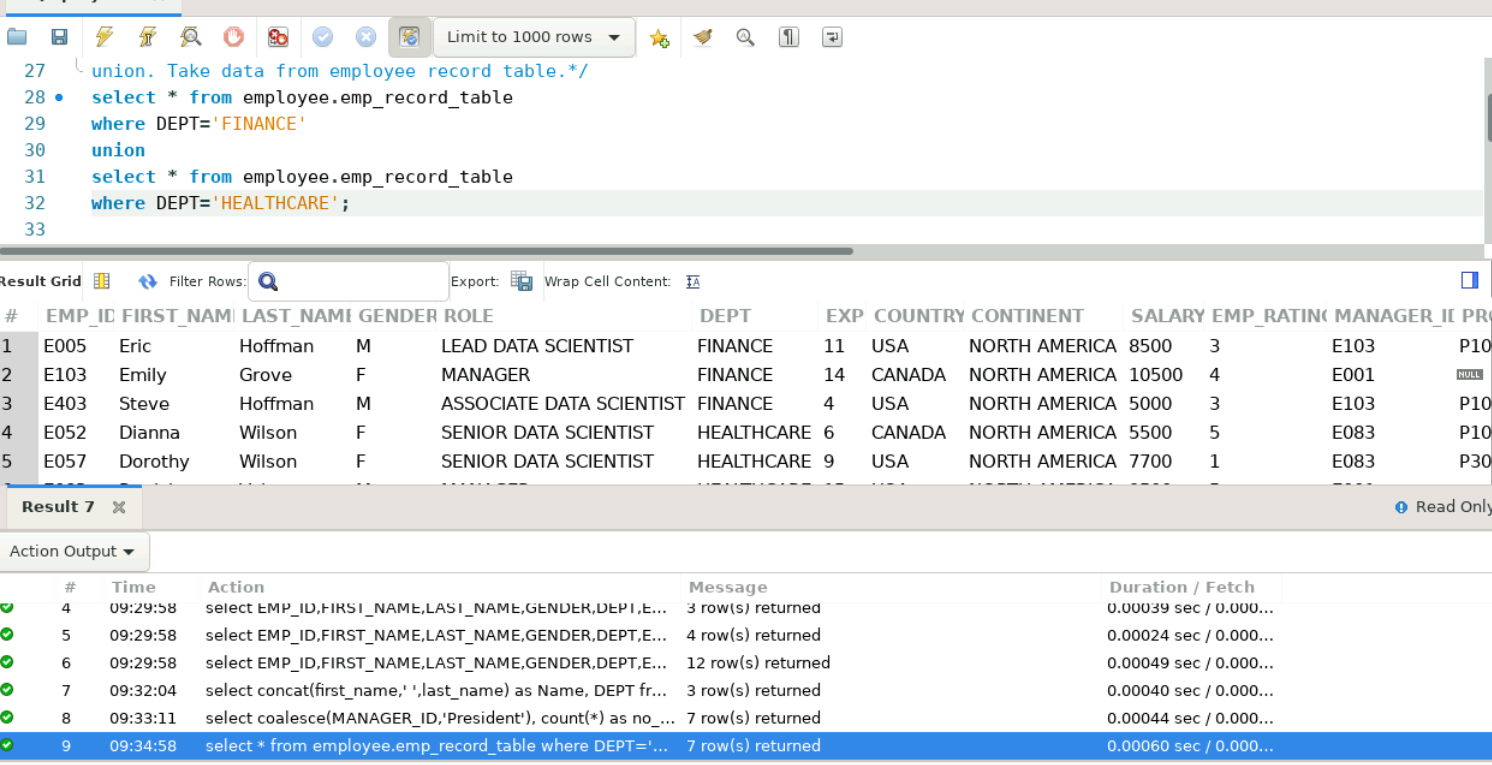 Limit to 1000 rows
27 union. Take data from employee record table.*/
28 select * from employee.emp_record_table
29 where DEPT='FINANCE'
30 union
31 select * from employee.emp_record_table
32 where DEPT='HEALTHCARE';
33
Result Grid Filter Rows: Export: Wrap Cell Content:
# EMP_ID FIRST_NAM LAST_NAME GENDER ROLE DEPT EXP COUNTRY CONTINENT SALARY EMP_RATING MANAGER_ID PRO
1 E005 Eric Hoffman M LEAD DATA SCIENTIST FINANCE 11 USA NORTH AMERICA 8500 3 E103 P10
2 E103 Emily Grove F MANAGER FINANCE 14 CANADA NORTH AMERICA 10500 4 E001 NULL
3 E403 Steve Hoffman M ASSOCIATE DATA SCIENTIST FINANCE 4 USA NORTH AMERICA 5000 3 E103 P10
4 E052 Dianna Wilson F SENIOR DATA SCIENTIST HEALTHCARE 6 CANADA NORTH AMERICA 5500 5 E083 P10
5 E057 Dorothy Wilson F SENIOR DATA SCIENTIST HEALTHCARE 9 USA NORTH AMERICA 7700 1 E083 P30
Result 7 Read Only
Action Output
# Time Action Message Duration / Fetch
4 09:29:58 select EMP_ID,FIRST_NAME,LAST_NAME,GENDER,DEPT,E... 3 row(s) returned 0.00039 sec / 0.000...
5 09:29:58 select EMP_ID,FIRST_NAME,LAST_NAME,GENDER,DEPT,E... 4 row(s) returned 0.00024 sec / 0.000...
6 09:29:58 select EMP_ID,FIRST_NAME,LAST_NAME,GENDER,DEPT,E... 12 row(s) returned 0.00049 sec / 0.000...
7 09:32:04 select concat(first_name,' ',last_name) as Name, DEPT fr... 3 row(s) returned 0.00040 sec / 0.000...
8 09:33:11 select coalesce(MANAGER_ID,'President'), count(*) as no_... 7 row(s) returned 0.00044 sec / 0.000...
9 09:34:58 select * from employee.emp_record_table where DEPT='... 7 row(s) returned 0.00060 sec / 0.000...